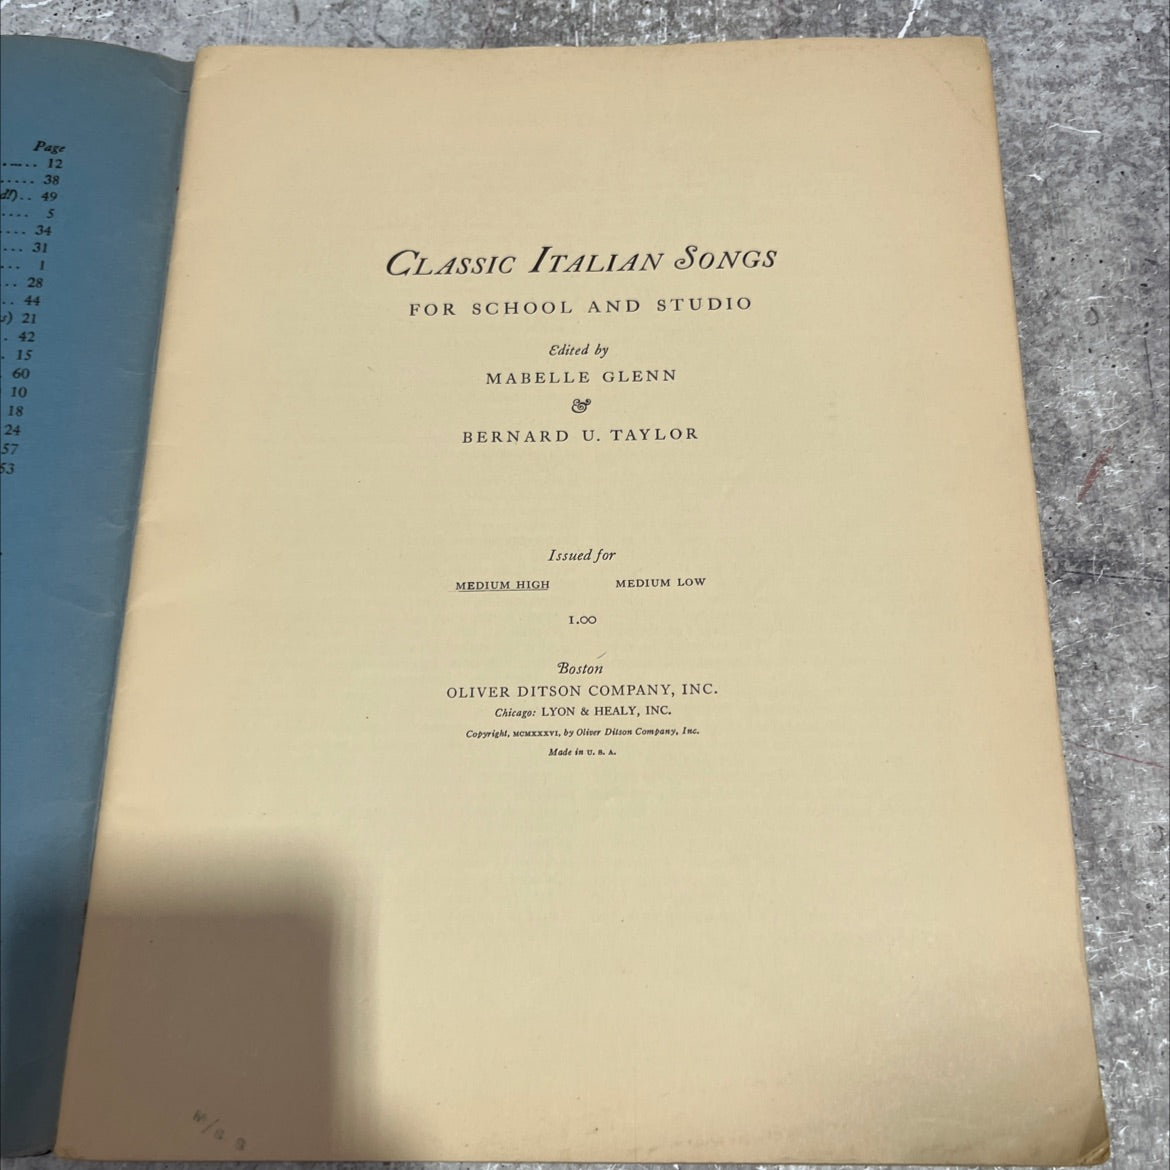 Page
12
38
49
5
34
31
1
28
44
21
42
15
60
10
18
24
57
53
CLASSIC ITALIAN SONGS
FOR SCHOOL AND STUDIO
Edited by
MABELLE GLENN
&
BERNARD U. TAYLOR
Issued for
MEDIUM HIGH MEDIUM LOW
1.00
Boston
OLIVER DITSON COMPANY, INC.
Chicago: LYON & HEALY, INC.
Copyright, MCMXXXVI, by Oliver Ditson Company, Inc.
Made in U. S. A.